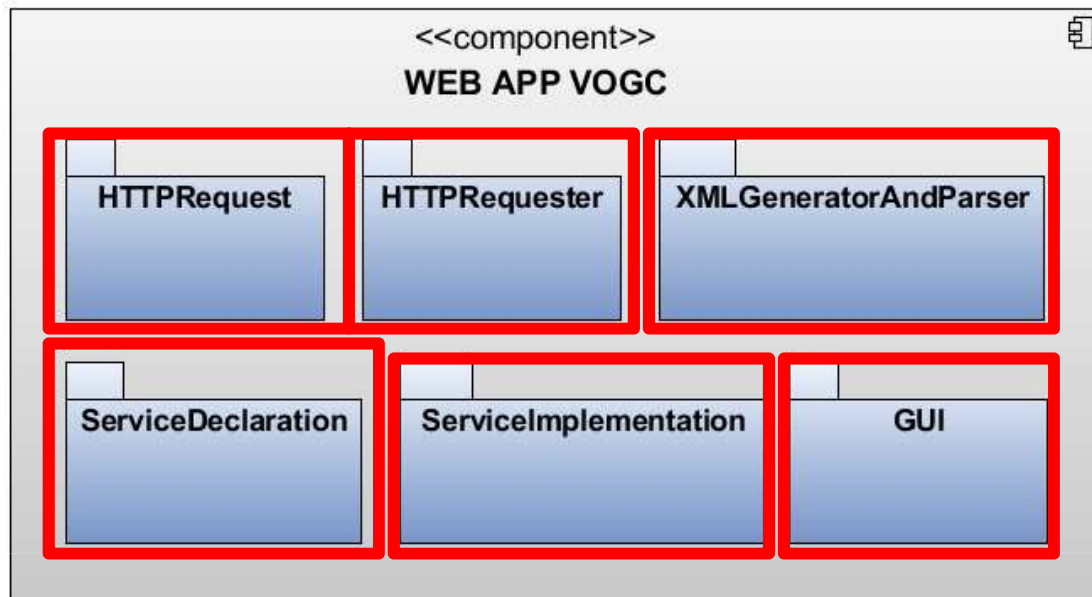 <<component>>
WEB APP VOGC
HTTPRequest
HTTPRequester
XMLGeneratorAndParser
ServiceDeclaration
ServiceImplementation
GUI